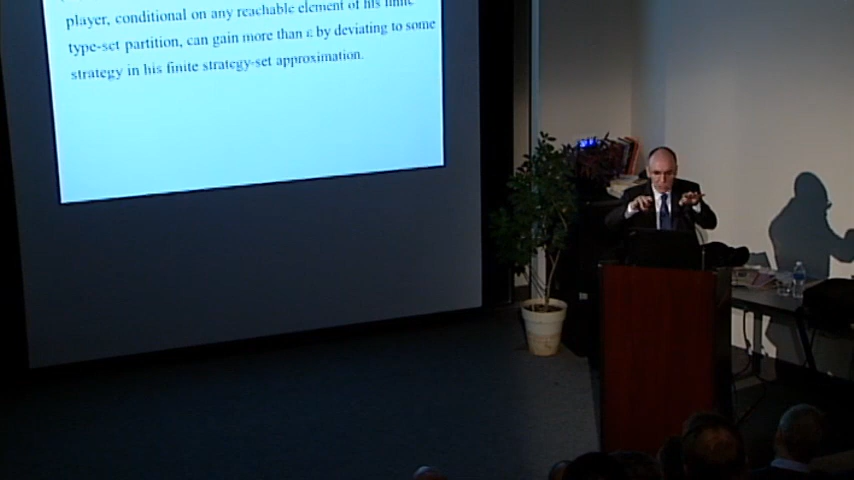 player, conditional on any reachable element of his finite
type-set partition, can gain more than ε by deviating to some
strategy in his finite strategy-set approximation.